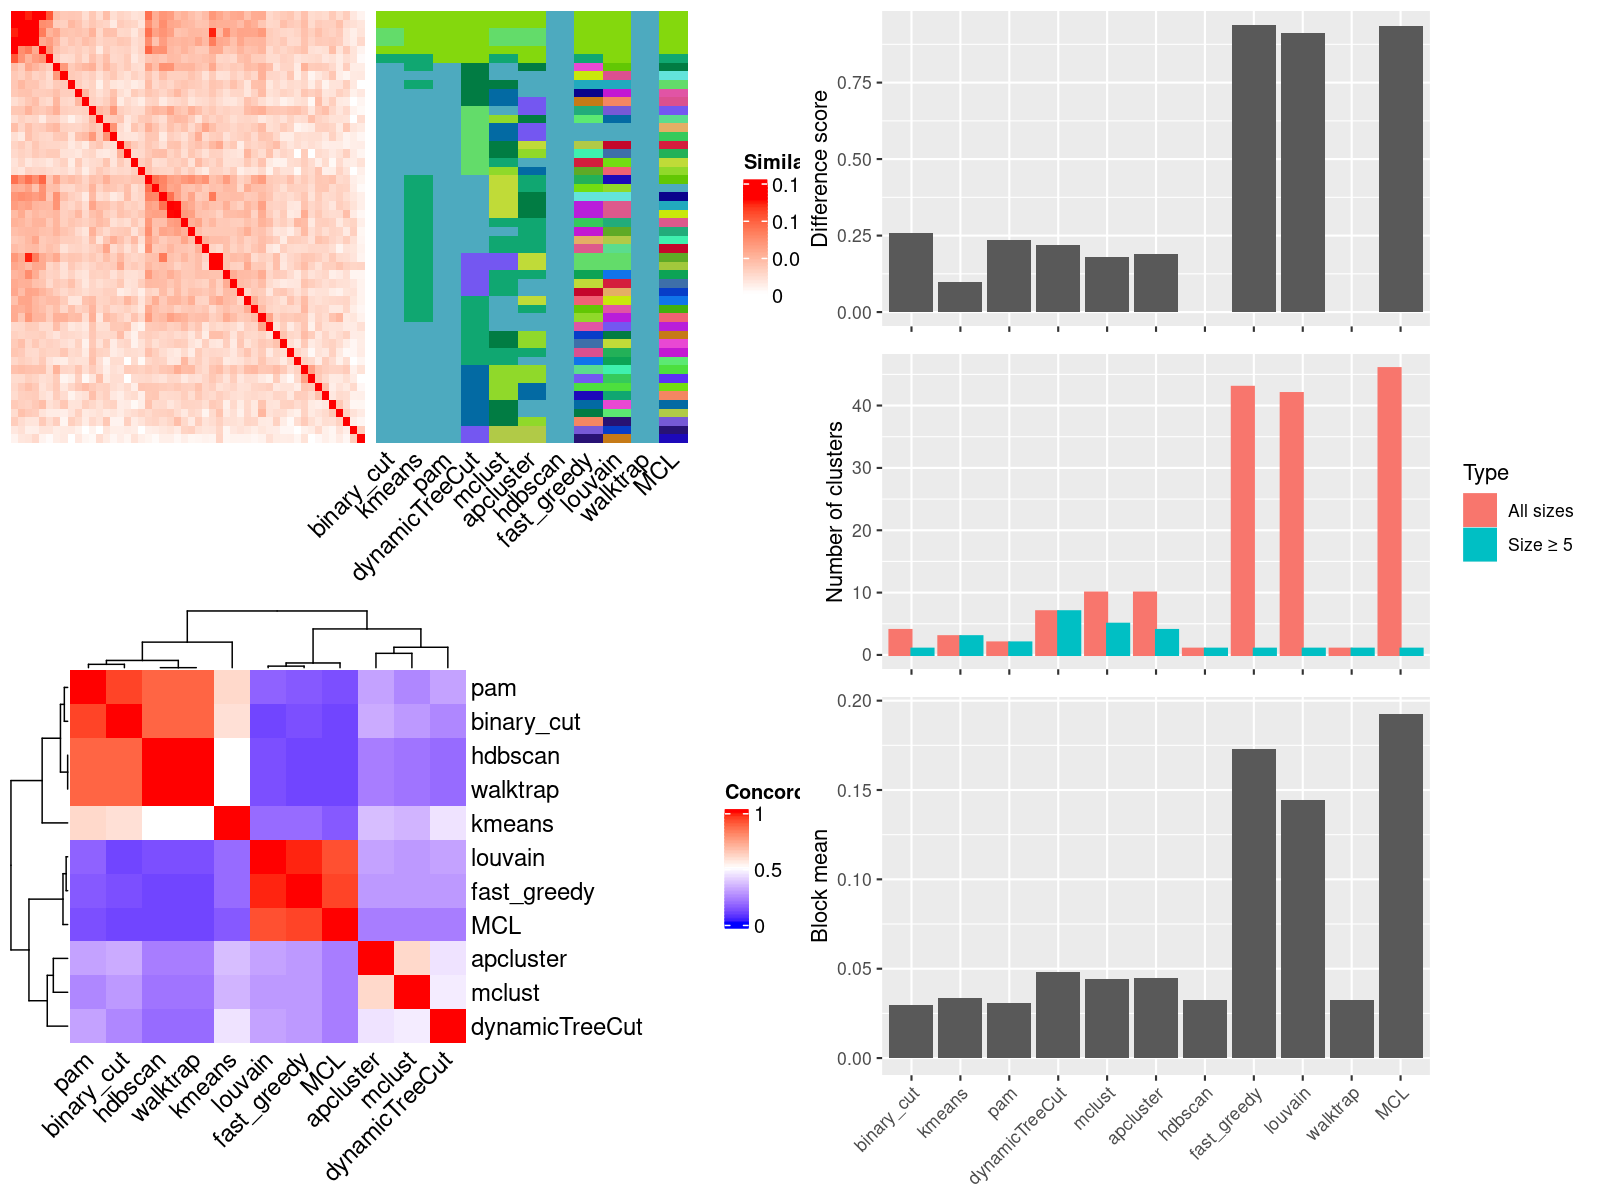 Simila
0.1
0.1
0.0
0
binary_cut
kmeans
pam
dynamicTreeCut
mclust
apcluster
hdbscan
fast_greedy
louvain
walktrap
MCL
pam
binary_cut
hdbscan
walktrap
kmeans
louvain
fast_greedy
MCL
apcluster
mclust
dynamicTreeCut
pam
binary_cut
hdbscan
walktrap
kmeans
louvain
fast_greedy
MCL
apcluster
mclust
dynamicTreeCut
Concord
1
0.5
0
Difference score
0.75
0.50
0.25
0.00
Number of clusters
40
30
20
10
0
Type
All sizes
Size ≥ 5
Block mean
0.20
0.15
0.10
0.05
0.00
binary_cut
kmeans
pam
dynamicTreeCut
mclust
apcluster
hdbscan
fast_greedy
louvain
walktrap
MCL